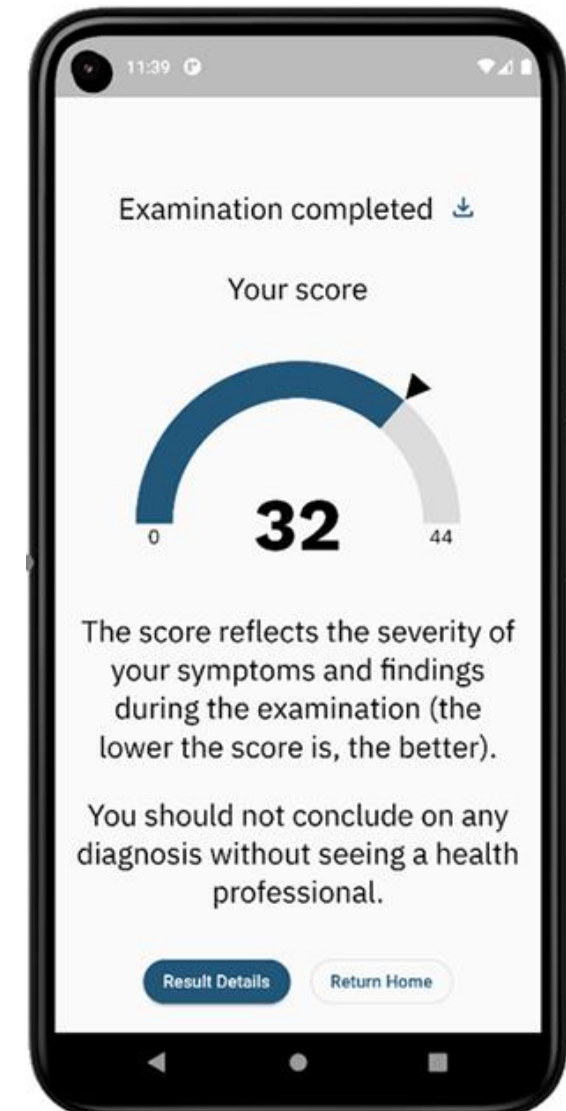 11:39
Examination completed
Your score
32
0
44
The score reflects the severity of
your symptoms and findings
during the examination (the
lower the score is, the better).
You should not conclude on any
diagnosis without seeing a health
professional.
Result Details
Return Home